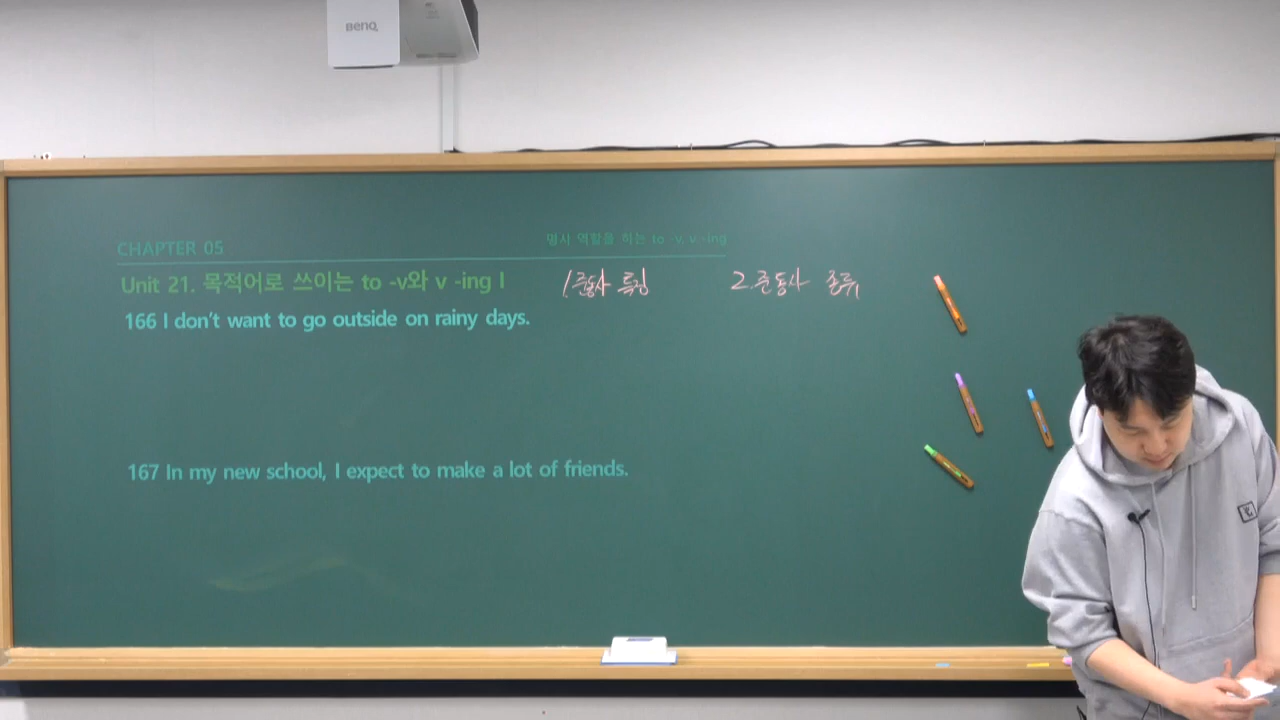 BenQ
CHAPTER 05
명사 역할을 하는 to -v, v -ing
Unit 21. 목적어로 쓰이는 to -v와 v -ing I
1. 준동사 특징
2. 준동사 종류
166 I don't want to go outside on rainy days.
167 In my new school, I expect to make a lot of friends.